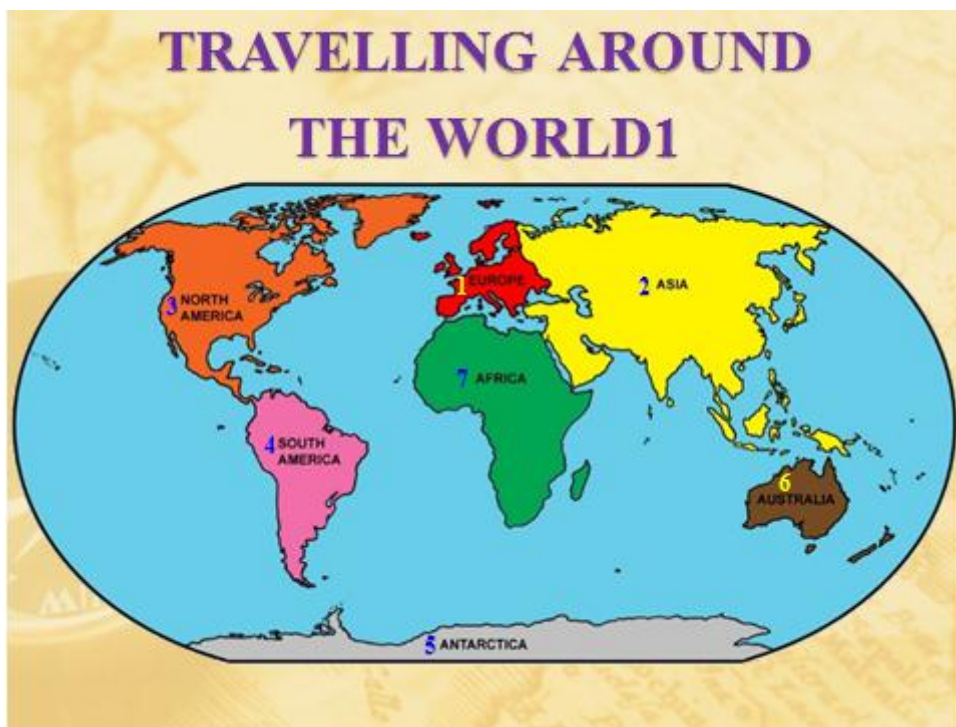 TRAVELLING AROUND
THE WORLD1
1 EUROPE
2 ASIA
3 NORTH
AMERICA
7 AFRICA
4 SOUTH
AMERICA
6
AUSTRALIA
5 ANTARCTICA